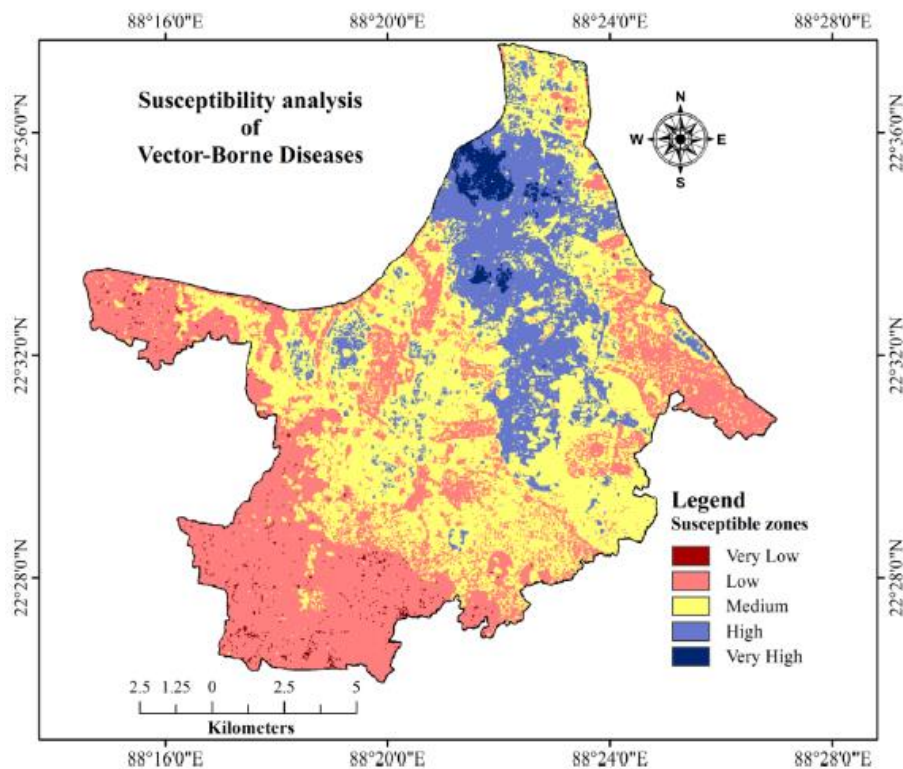 88°16'0"E 88°20'0"E 88°24'0"E 88°28'0"E
Susceptibility analysis
of
Vector-Borne Diseases
N
W E
S
22°36'0"N 22°36'0"N
22°32'0"N 22°32'0"N
22°28'0"N 22°28'0"N
Legend
Susceptible zones
Very Low
Low
Medium
High
Very High
2.5 1.25 0 2.5 5
Kilometers
88°16'0"E 88°20'0"E 88°24'0"E 88°28'0"E